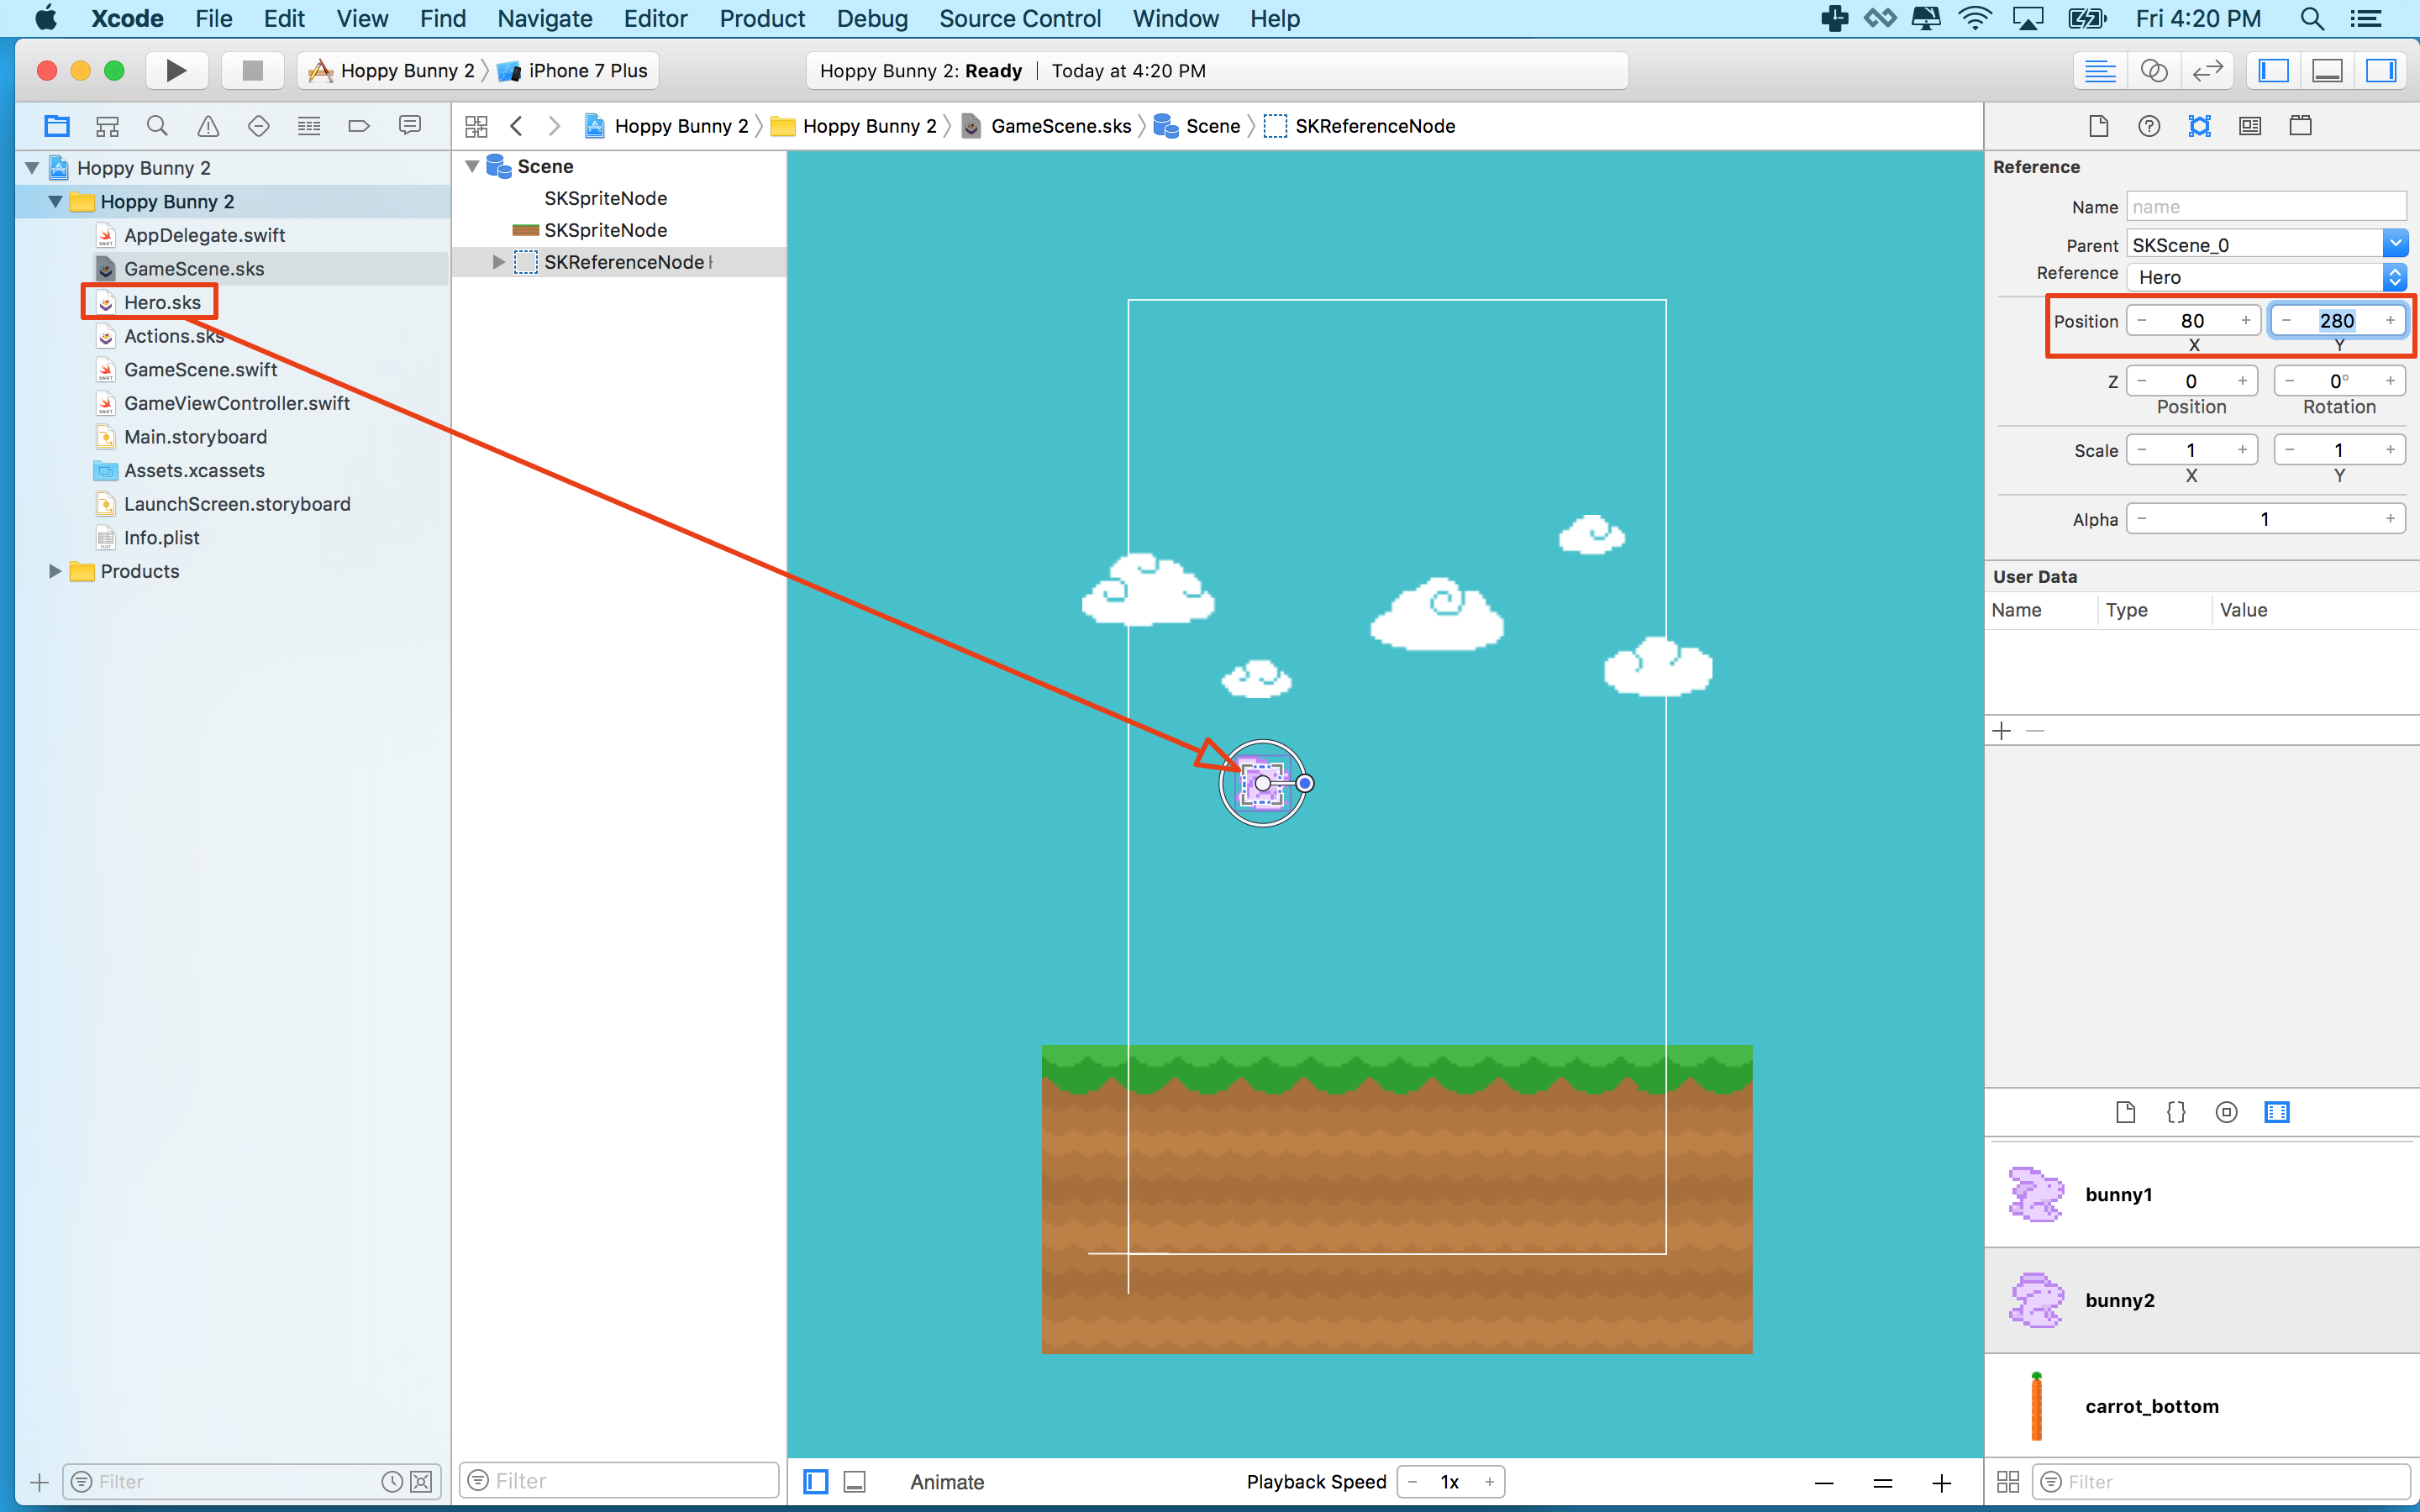 Xcode File Edit View Find Navigate Editor Product Debug Source Control Window Help Fri 4:20 PM
Hoppy Bunny 2 iPhone 7 Plus Hoppy Bunny 2: Ready | Today at 4:20 PM
Hoppy Bunny 2 Hoppy Bunny 2 GameScene.sks Scene SKReferenceNode
Hoppy Bunny 2
Hoppy Bunny 2
AppDelegate.swift
GameScene.sks
Hero.sks
Actions.sks
GameScene.swift
GameViewController.swift
Main.storyboard
Assets.xcassets
LaunchScreen.storyboard
Info.plist
Products
Filter
Scene
SKSpriteNode
SKSpriteNode
SKReferenceNode
Filter
Animate
Playback Speed − 1x +
Reference
Name name
Parent SKScene_0
Reference Hero
Position − 80 + − 280 +
X Y
Z − 0 + − 0° +
Position Rotation
Scale − 1 + − 1 +
X Y
Alpha − 1 +
User Data
Name Type Value
bunny1
bunny2
carrot_bottom
Filter